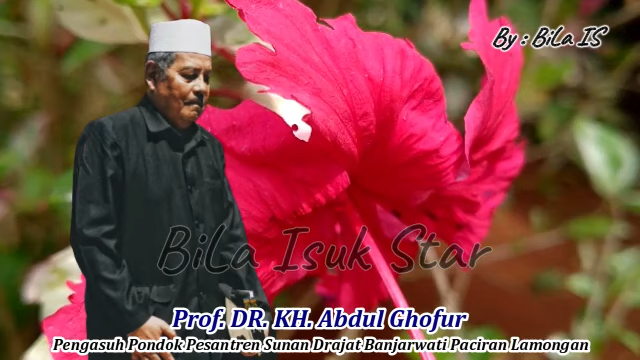 By : BiLa IS
BiLa Isuk Star
Prof. DR. KH. Abdul Ghofur
Pengasuh Pondok Pesantren Sunan Drajat Banjarwati Paciran Lamongan